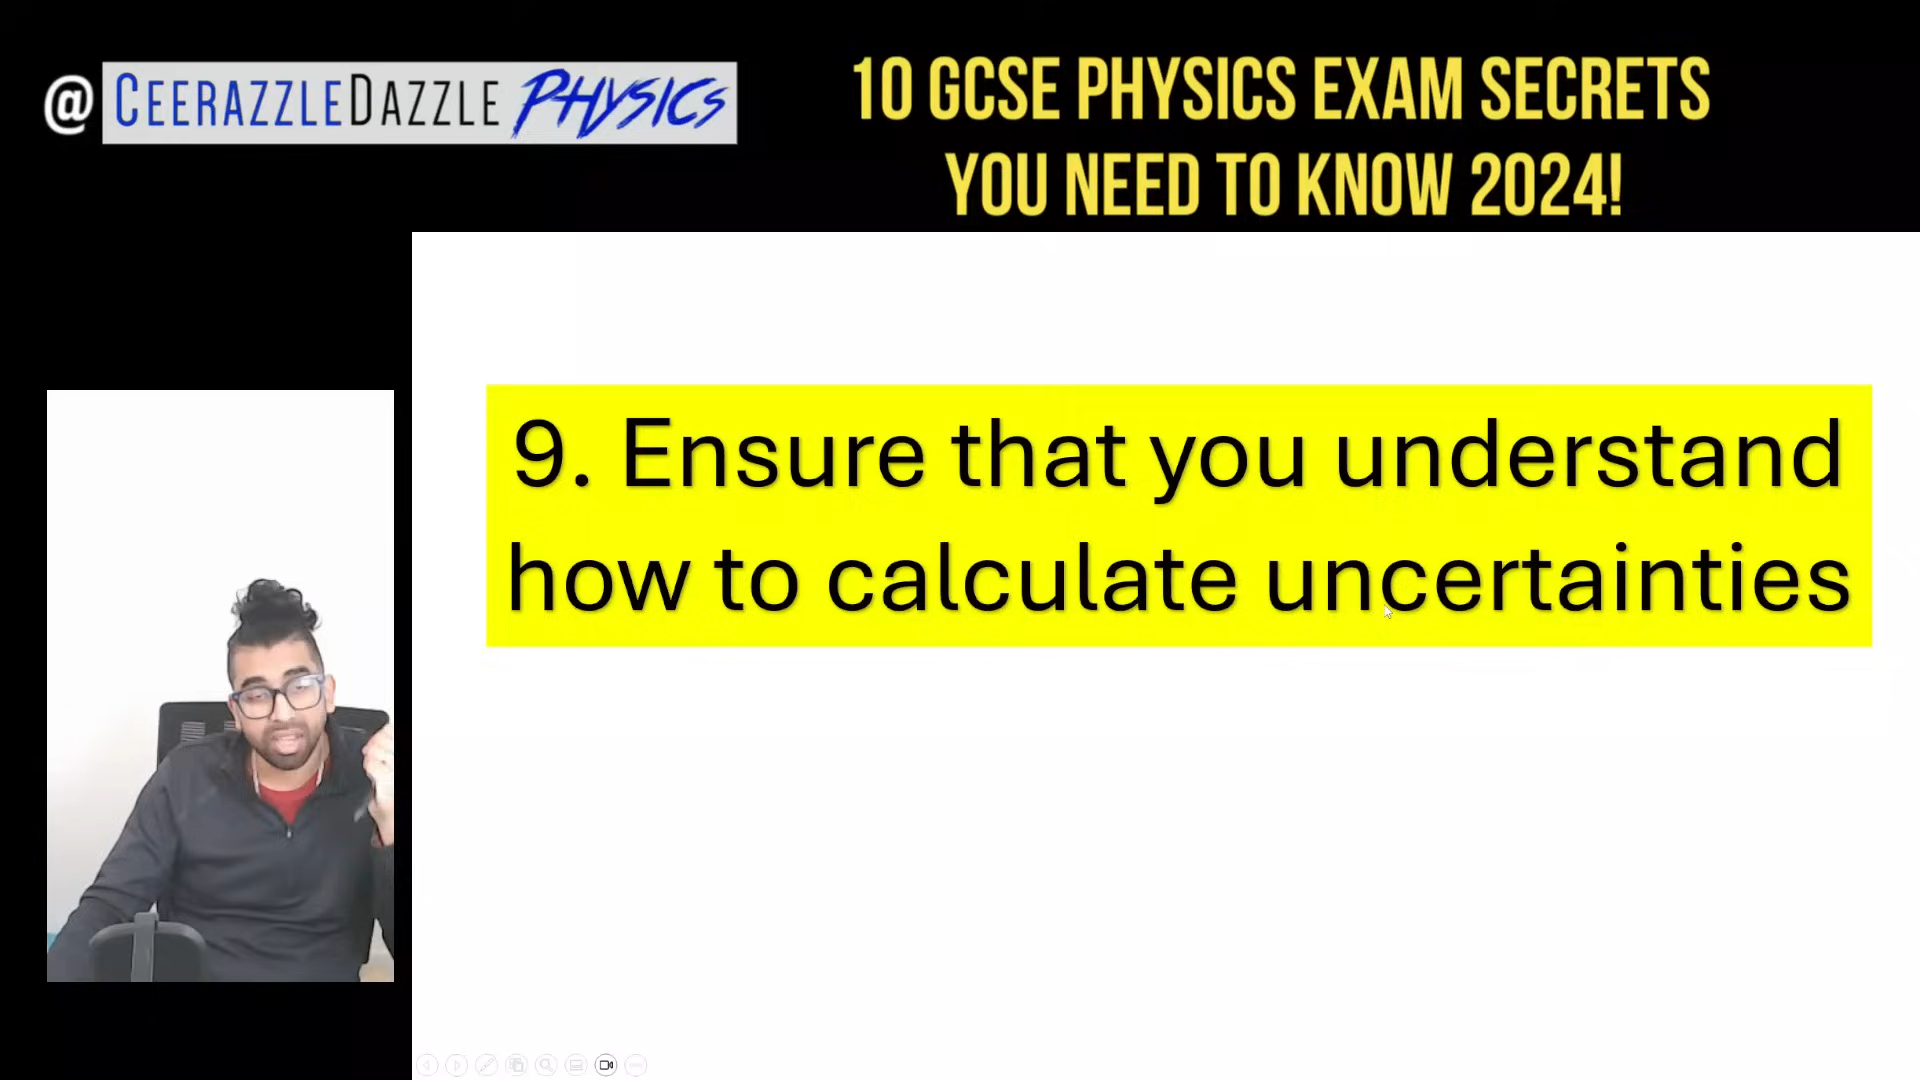 @ CEERAZZLEDAZZLE PHYSICS
10 GCSE PHYSICS EXAM SECRETS
YOU NEED TO KNOW 2024!
9. Ensure that you understand
how to calculate uncertainties